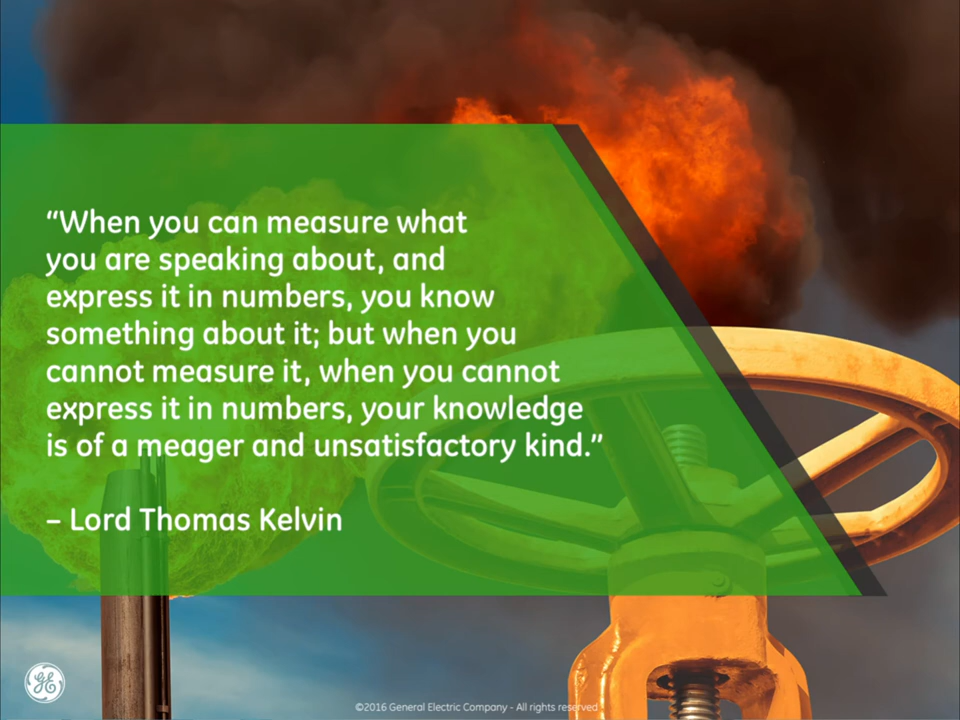 “When you can measure what
you are speaking about, and
express it in numbers, you know
something about it; but when you
cannot measure it, when you cannot
express it in numbers, your knowledge
is of a meager and unsatisfactory kind.”
– Lord Thomas Kelvin
GE
©2016 General Electric Company - All rights reserved